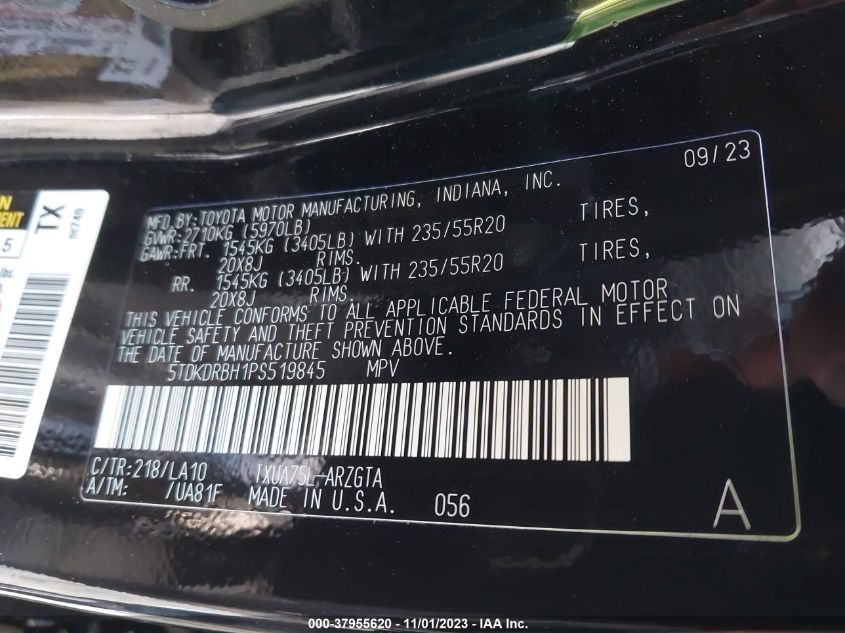 09/23
MFD.BY:TOYOTA MOTOR MANUFACTURING, INDIANA, INC.
GVWR:2710KG (5970LB)
GAWR:FRT. 1545KG (3405LB) WITH 235/55R20 TIRES,
20X8J RIMS.
RR. 1545KG (3405LB) WITH 235/55R20 TIRES,
20X8J RIMS.
THIS VEHICLE CONFORMS TO ALL APPLICABLE FEDERAL MOTOR
VEHICLE SAFETY AND THEFT PREVENTION STANDARDS IN EFFECT ON
THE DATE OF MANUFACTURE SHOWN ABOVE.
5TDKDRBH1PS519845 MPV
C/TR:218/LA10 TXUA75L-ARZGTA
A/TM: /UA81F MADE IN U.S.A. 056
A
TX
5
lbs.
000-37955620 - 11/01/2023 - IAA Inc.